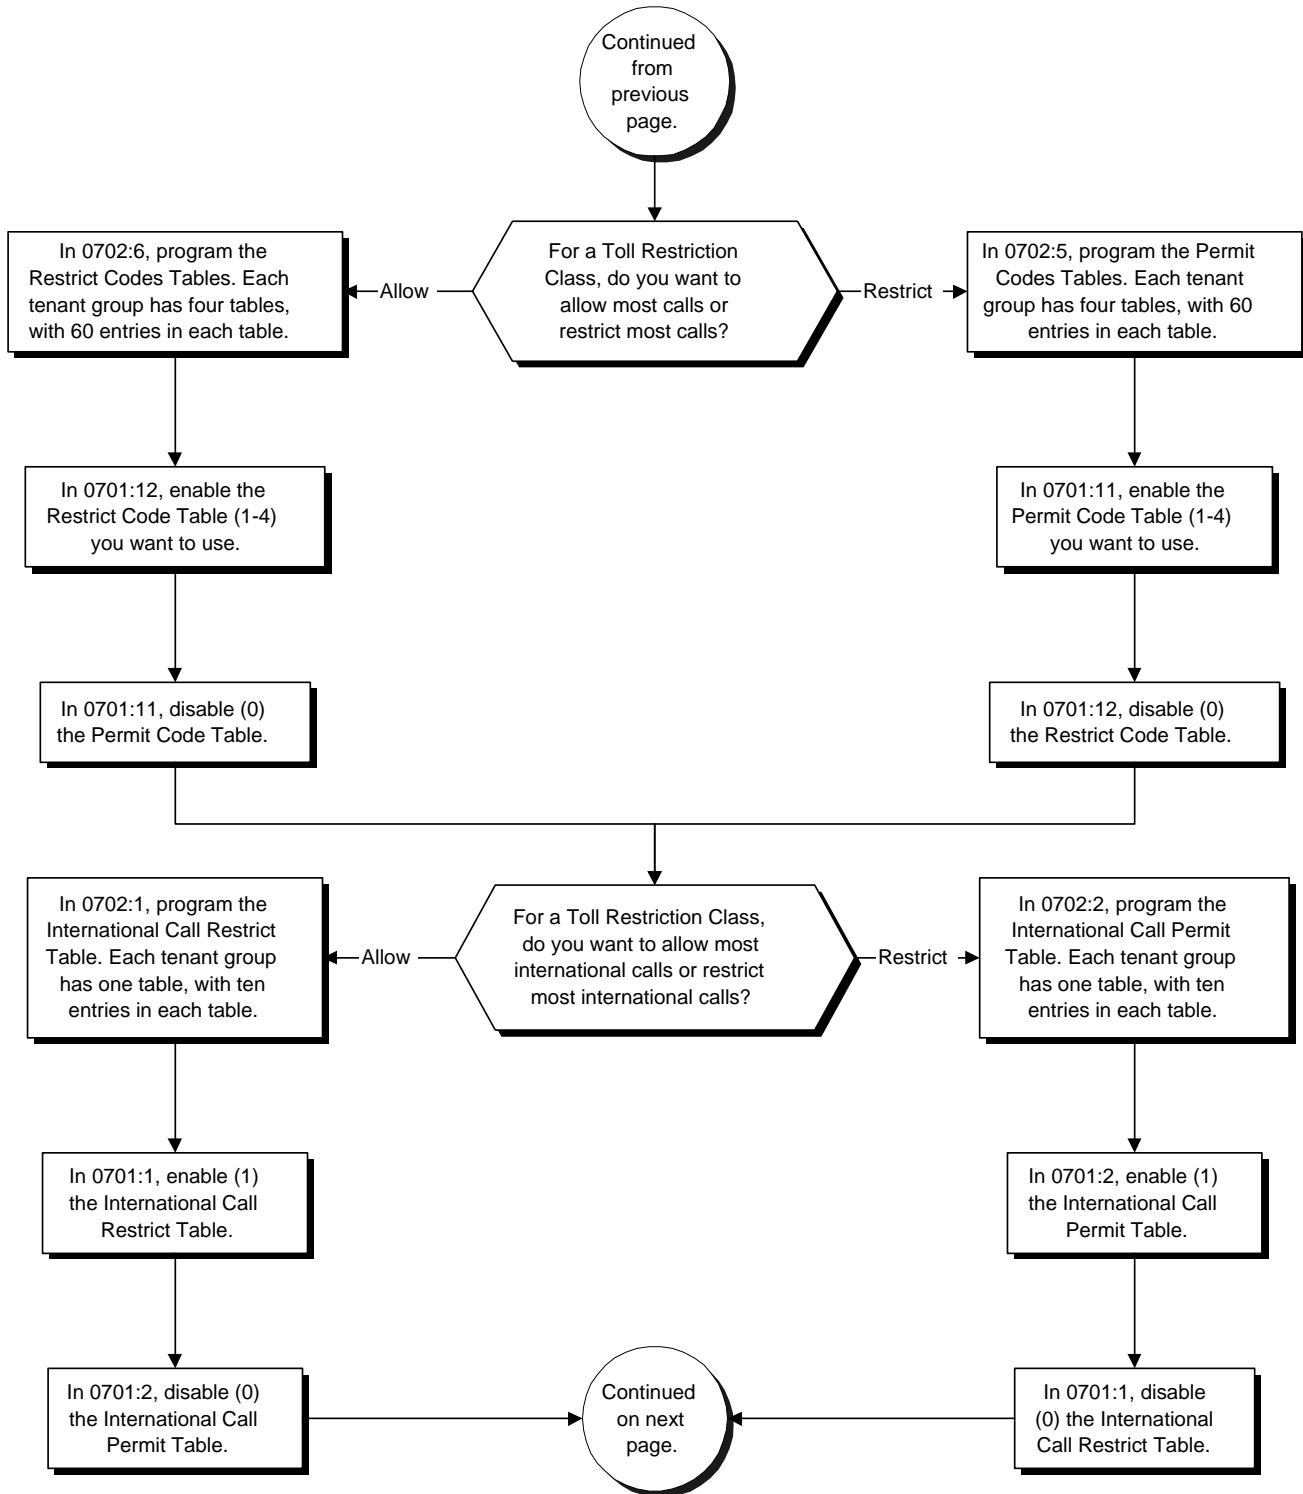 Continued
from
previous
page.
In 0702:6, program the
Restrict Codes Tables. Each
tenant group has four tables,
with 60 entries in each table.
Allow
For a Toll Restriction
Class, do you want to
allow most calls or
restrict most calls?
Restrict
In 0702:5, program the Permit
Codes Tables. Each tenant
group has four tables, with 60
entries in each table.
In 0701:12, enable the
Restrict Code Table (1-4)
you want to use.
In 0701:11, enable the
Permit Code Table (1-4)
you want to use.
In 0701:11, disable (0)
the Permit Code Table.
In 0701:12, disable (0)
the Restrict Code Table.
In 0702:1, program the
International Call Restrict
Table. Each tenant group
has one table, with ten
entries in each table.
Allow
For a Toll Restriction Class,
do you want to allow most
international calls or restrict
most international calls?
Restrict
In 0702:2, program the
International Call Permit
Table. Each tenant group
has one table, with ten
entries in each table.
In 0701:1, enable (1)
the International Call
Restrict Table.
In 0701:2, enable (1)
the International Call
Permit Table.
In 0701:2, disable (0)
the International Call
Permit Table.
Continued
on next
page.
In 0701:1, disable
(0) the International
Call Restrict Table.